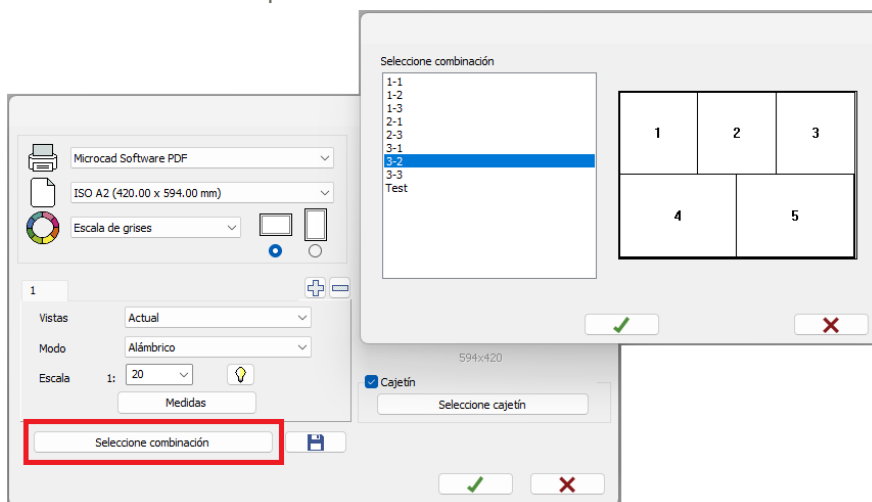 Seleccione combinación
1-1
1-2
1-3
2-1
2-3
3-1
3-2
3-3
Test
1 2 3
4 5
Microcad Software PDF
ISO A2 (420.00 x 594.00 mm)
Escala de grises
1
Vistas Actual
Modo Alámbrico
Escala 1: 20
Medidas
Seleccione combinación
594x420
Cajetín
Seleccione cajetín